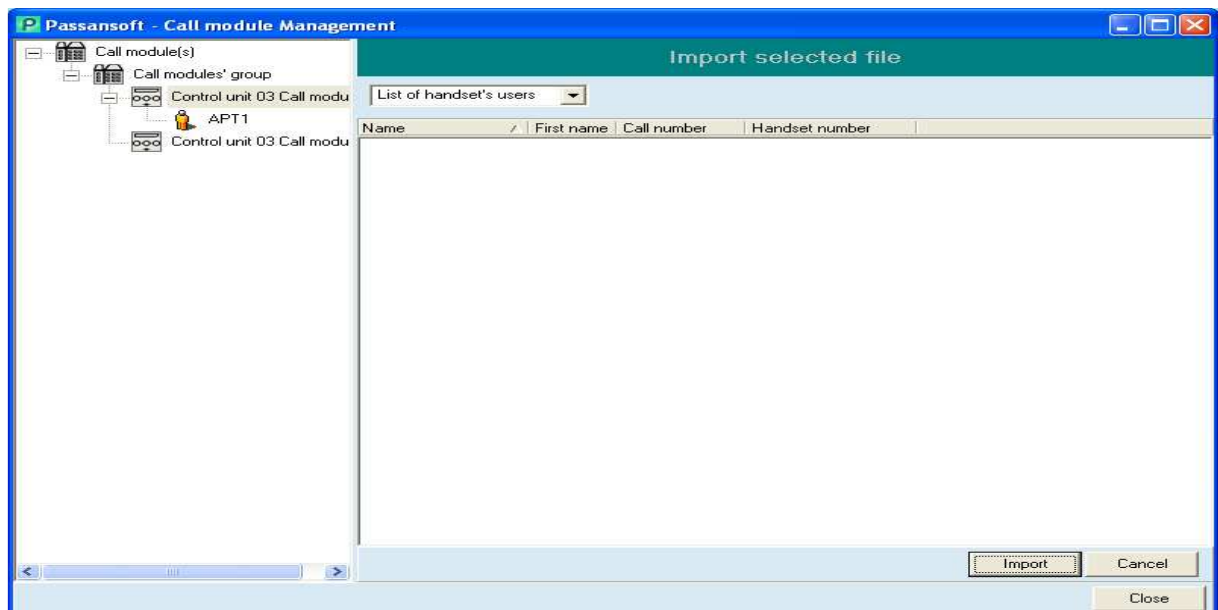 Passansoft - Call module Management
Call module(s)
Call modules' group
Control unit 03 Call modu
APT1
Control unit 03 Call modu
Import selected file
List of handset's users
Name First name Call number Handset number
Import Cancel
Close